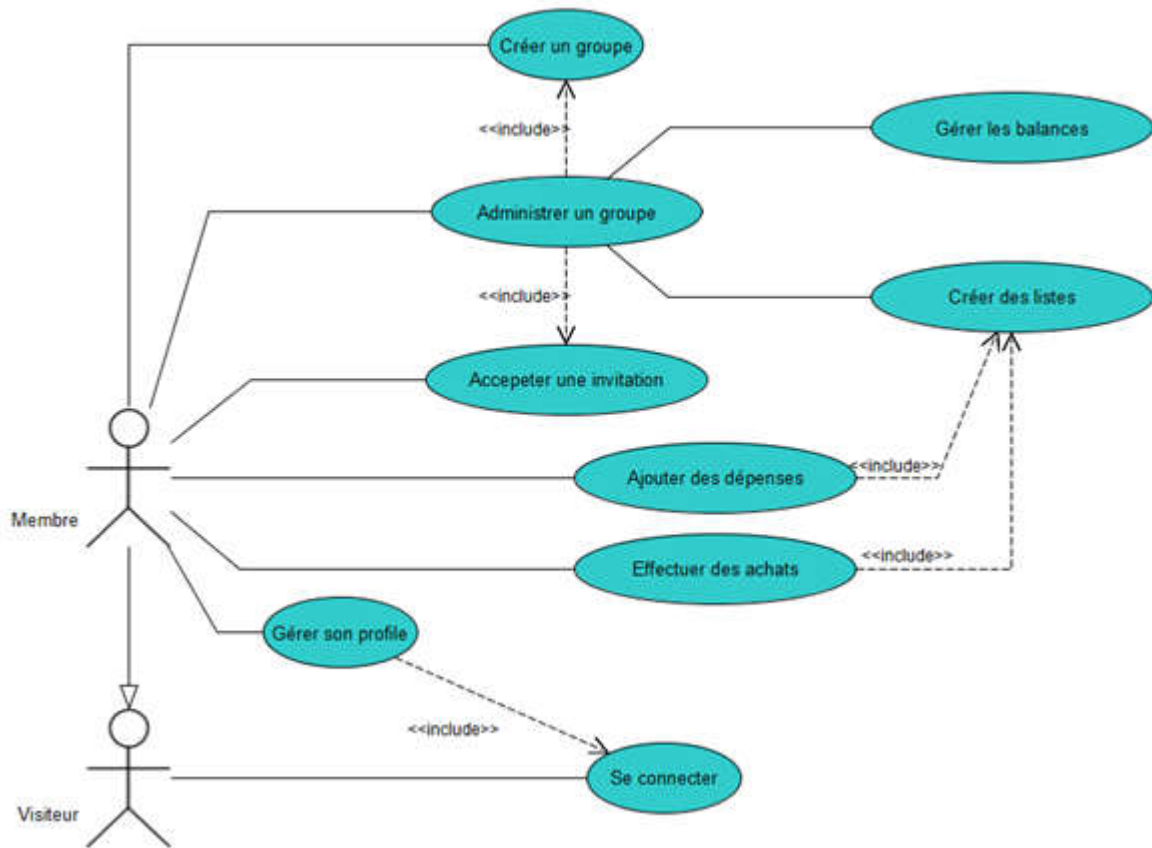 Créer un groupe
<<include>>
Gérer les balances
Administrer un groupe
<<include>>
Créer des listes
Accepeter une invitation
Ajouter des dépenses
<<include>>
Membre
Effectuer des achats
<<include>>
Gérer son profile
<<include>>
Se connecter
Visiteur